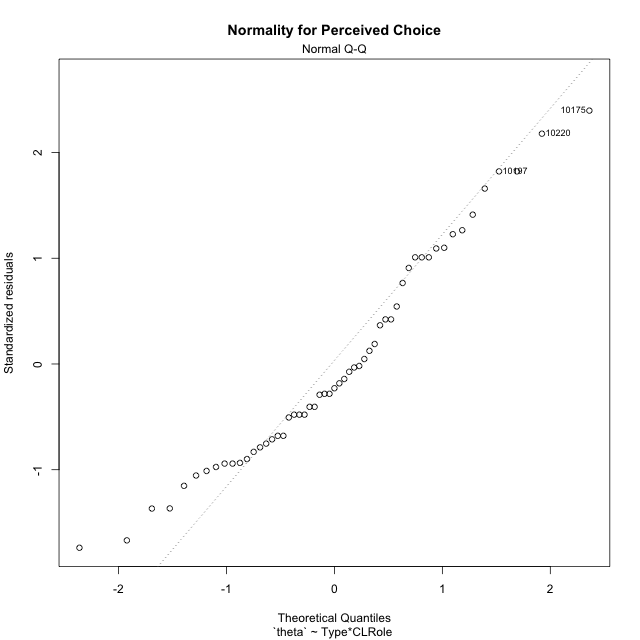 Normality for Perceived Choice
Normal Q-Q
10175
10220
10197
2
1
0
-1
Standardized residuals
-2 -1 0 1 2
Theoretical Quantiles
`theta` ~ Type*CLRole